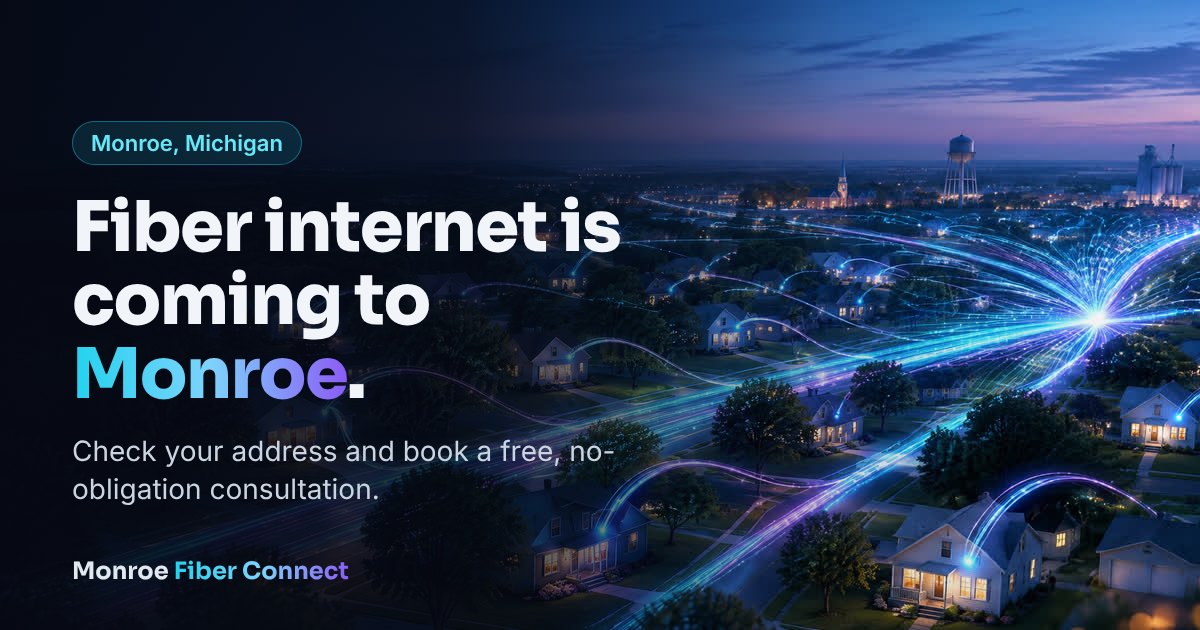 Monroe, Michigan
Fiber internet is
coming to
Monroe.
Check your address and book a free, no-
obligation consultation.
Monroe Fiber Connect